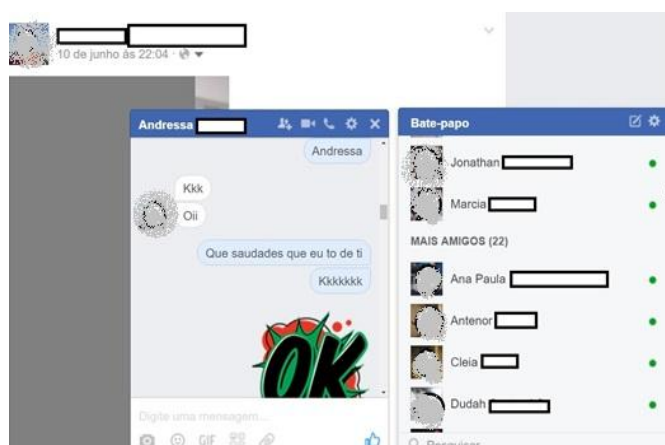 10 de junho às 22:04
Andressa
Andressa
Kkk
Oii
Que saudades que eu to de ti
Kkkkkkk
OK
Digite uma mensagem...
GIF
Bate-papo
Jonathan
Marcia
MAIS AMIGOS (22)
Ana Paula
Antenor
Cleia
Dudah
Pesquisar